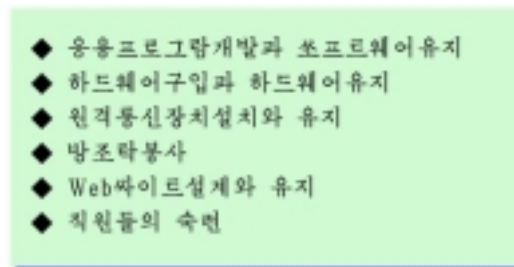 ◆ 응용프로그람개발과 쏘프트웨어유지
◆ 하드웨어구입과 하드웨어유지
◆ 원격통신장치설치와 유지
◆ 방조탁봉사
◆ Web싸이트설계와 유지
◆ 직원들의 숙련